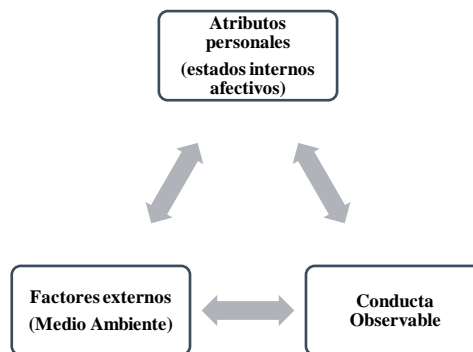 Atributos
personales
(estados internos
afectivos)
Factores externos
(Medio Ambiente)
Conducta
Observable